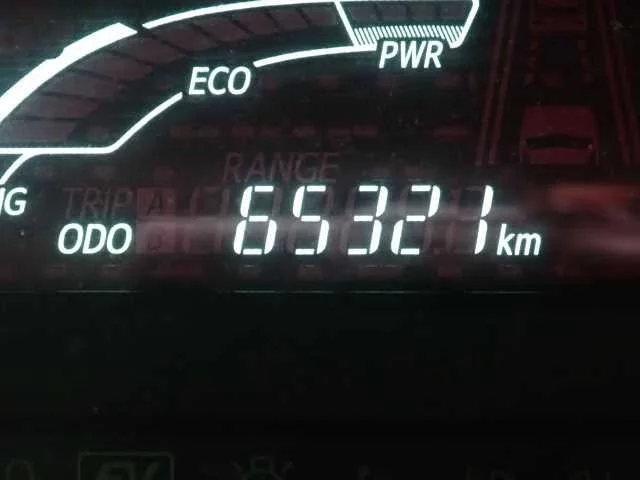 PWR
ECO
RANGE
TRIP A
ODO 65321 km